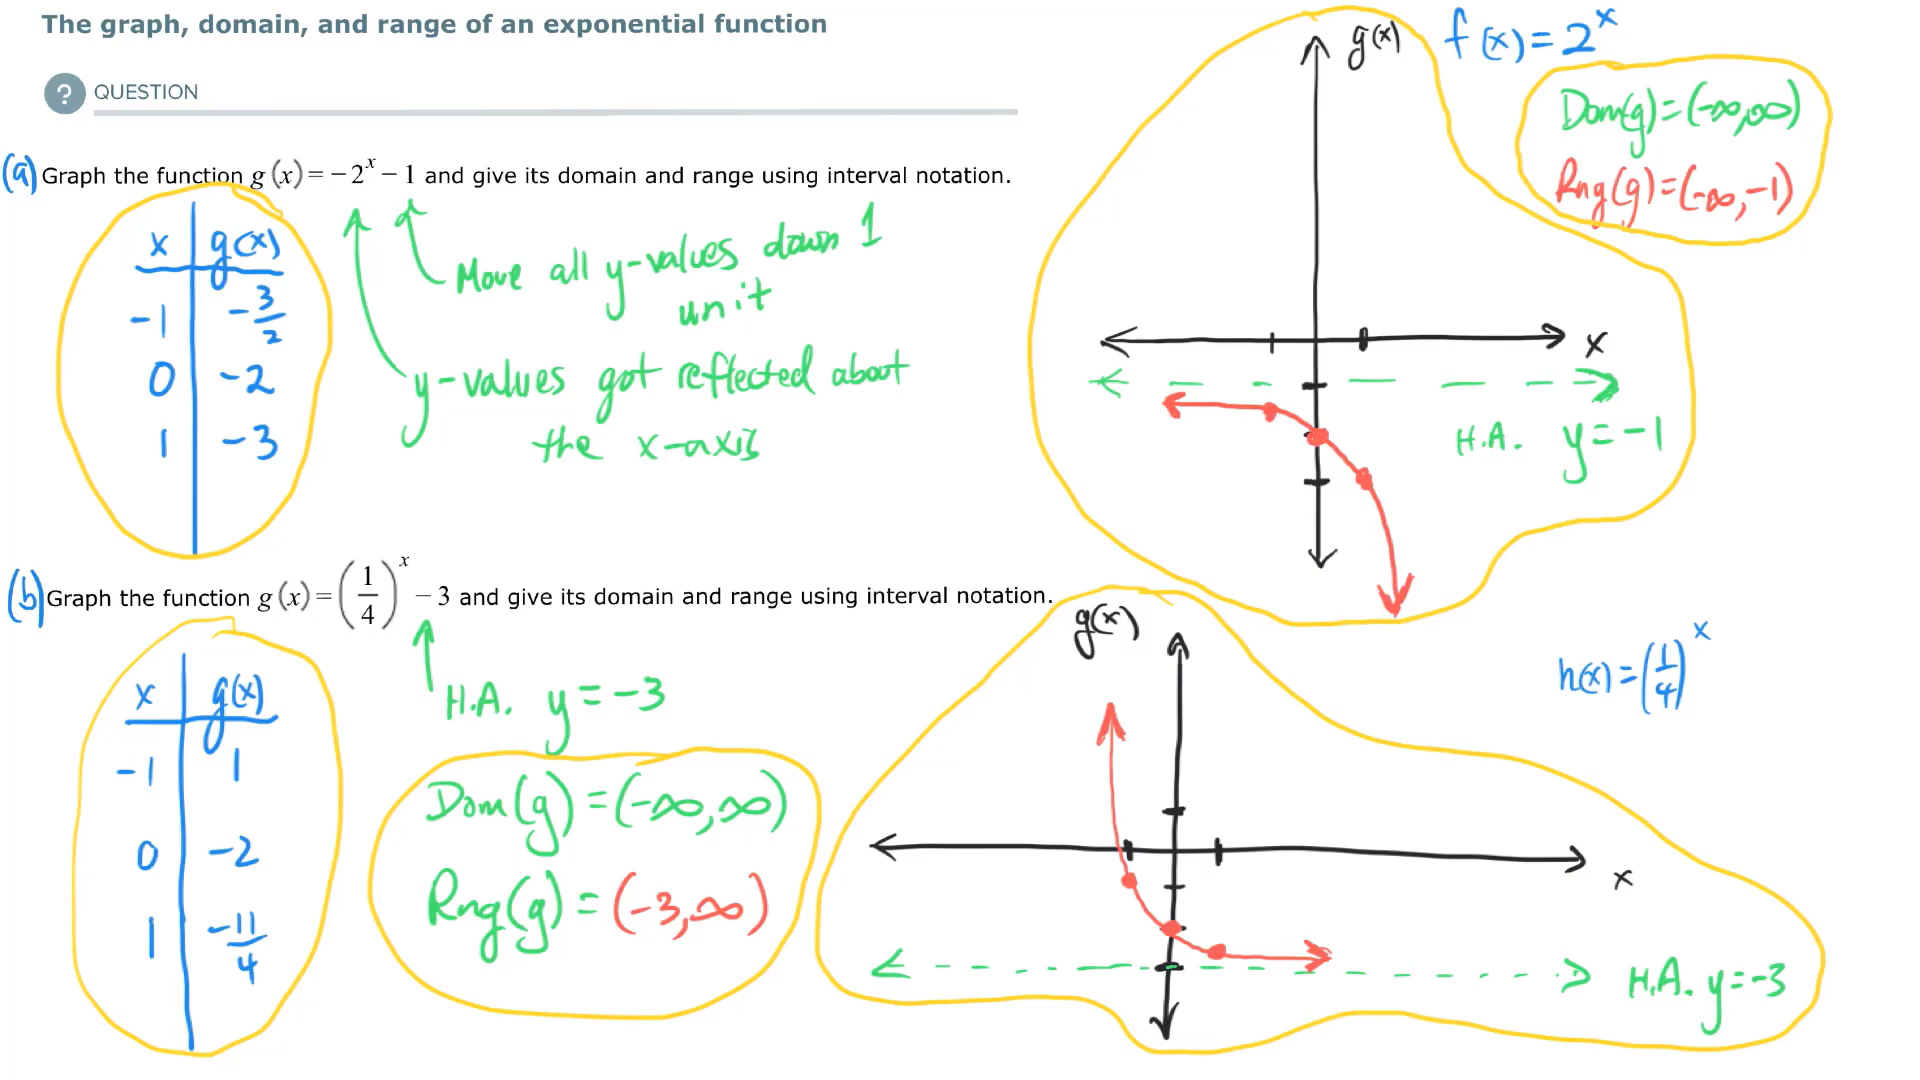 The graph, domain, and range of an exponential function
? QUESTION
(a) Graph the function g (x) = − 2^x − 1 and give its domain and range using interval notation.
x g(x)
-1 -3/2
0 -2
1 -3
Move all y-values down 1
unit
y-values got reflected about
the x-axis
g(x)
f(x) = 2^x
Dom(g) = (-∞,∞)
Rng(g) = (-∞,-1)
x
H.A. y = -1
(b) Graph the function g (x) = (1/4)^x − 3 and give its domain and range using interval notation.
x g(x)
-1 1
0 -2
1 -11/4
H.A. y = -3
Dom(g) = (-∞,∞)
Rng(g) = (-3,∞)
g(x)
h(x) = (1/4)^x
x
H.A. y = -3